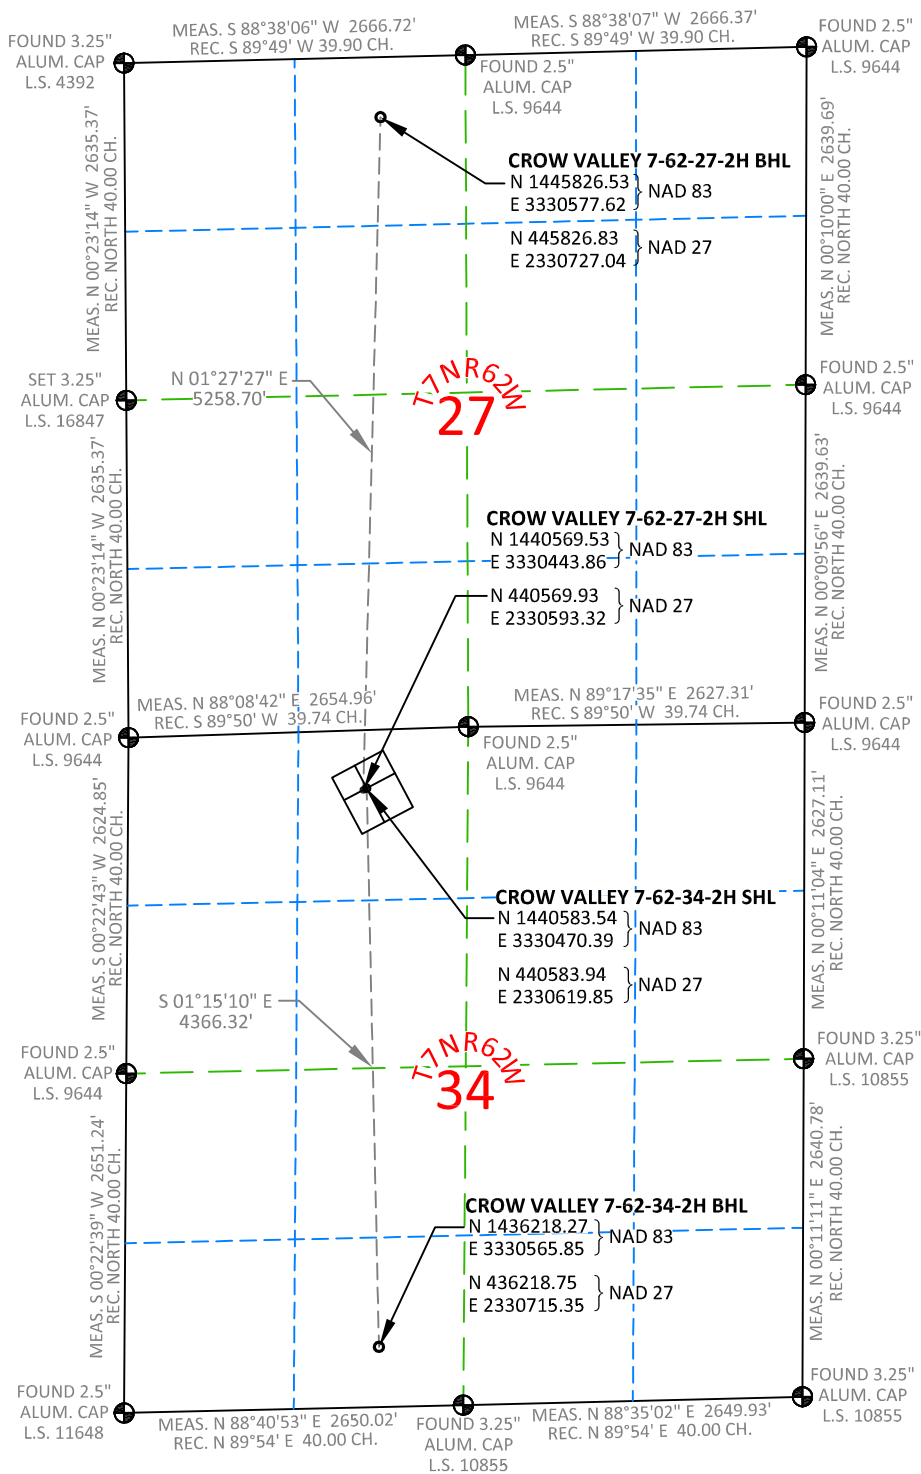 MEAS. S 88°38'06" W 2666.72'
REC. S 89°49' W 39.90 CH.
MEAS. S 88°38'07" W 2666.37'
REC. S 89°49' W 39.90 CH.
FOUND 3.25"
ALUM. CAP
L.S. 4392
FOUND 2.5"
ALUM. CAP
L.S. 9644
FOUND 2.5"
ALUM. CAP
L.S. 9644
MEAS. N 00°23'14" W 2635.37'
REC. NORTH 40.00 CH.
MEAS. N 00°10'00" E 2639.69'
REC. NORTH 40.00 CH.
CROW VALLEY 7-62-27-2H BHL
N 1445826.53
E 3330577.62
NAD 83
N 445826.83
E 2330727.04
NAD 27
SET 3.25"
ALUM. CAP
L.S. 16847
N 01°27'27" E
5258.70'
T7NR62W
27
FOUND 2.5"
ALUM. CAP
L.S. 9644
MEAS. N 00°23'14" W 2635.37'
REC. NORTH 40.00 CH.
MEAS. N 00°09'56" E 2639.63'
REC. NORTH 40.00 CH.
CROW VALLEY 7-62-27-2H SHL
N 1440569.53
E 3330443.86
NAD 83
N 440569.93
E 2330593.32
NAD 27
MEAS. N 88°08'42" E 2654.96'
REC. S 89°50' W 39.74 CH.
MEAS. N 89°17'35" E 2627.31'
REC. S 89°50' W 39.74 CH.
FOUND 2.5"
ALUM. CAP
L.S. 9644
FOUND 2.5"
ALUM. CAP
L.S. 9644
FOUND 2.5"
ALUM. CAP
L.S. 9644
MEAS. S 00°22'43" W 2624.85'
REC. NORTH 40.00 CH.
MEAS. N 00°11'04" E 2627.11'
REC. NORTH 40.00 CH.
CROW VALLEY 7-62-34-2H SHL
N 1440583.54
E 3330470.39
NAD 83
N 440583.94
E 2330619.85
NAD 27
S 01°15'10" E
4366.32'
FOUND 2.5"
ALUM. CAP
L.S. 9644
T7NR62W
34
FOUND 3.25"
ALUM. CAP
L.S. 10855
MEAS. S 00°22'39" W 2651.24'
REC. NORTH 40.00 CH.
MEAS. N 00°11'11" E 2640.78'
REC. NORTH 40.00 CH.
CROW VALLEY 7-62-34-2H BHL
N 1436218.27
E 3330565.85
NAD 83
N 436218.75
E 2330715.35
NAD 27
FOUND 2.5"
ALUM. CAP
L.S. 11648
MEAS. N 88°40'53" E 2650.02'
REC. N 89°54' E 40.00 CH.
FOUND 3.25"
ALUM. CAP
L.S. 10855
MEAS. N 88°35'02" E 2649.93'
REC. N 89°54' E 40.00 CH.
FOUND 3.25"
ALUM. CAP
L.S. 10855